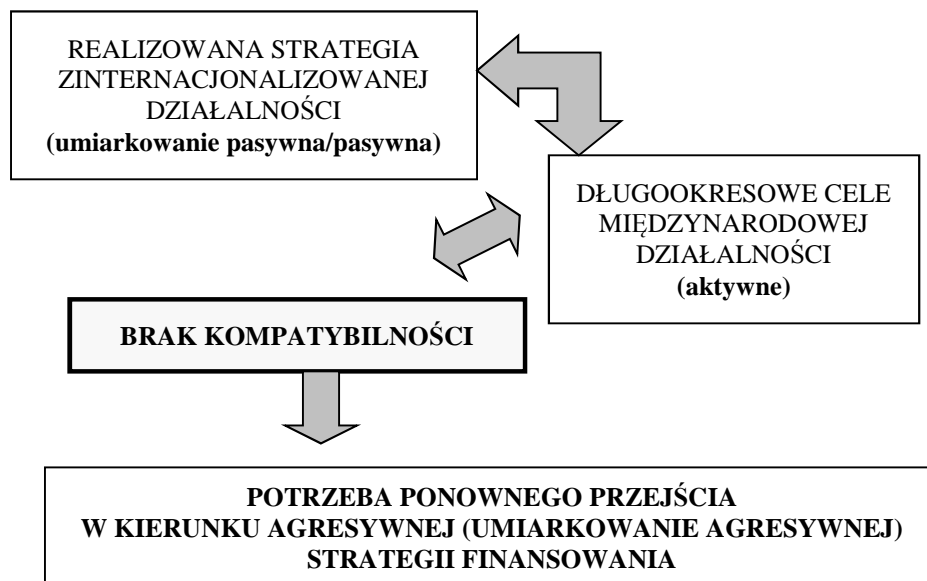 REALIZOWANA STRATEGIA
ZINTERNACJONALIZOWANEJ
DZIAŁALNOŚCI
(umiarkowanie pasywna/pasywna)
DŁUGOOKRESOWE CELE
MIĘDZYNARODOWEJ
DZIAŁALNOŚCI
(aktywne)
BRAK KOMPATYBILNOŚCI
POTRZEBA PONOWNEGO PRZEJŚCIA
W KIERUNKU AGRESYWNEJ (UMIARKOWANIE AGRESYWNEJ)
STRATEGII FINANSOWANIA